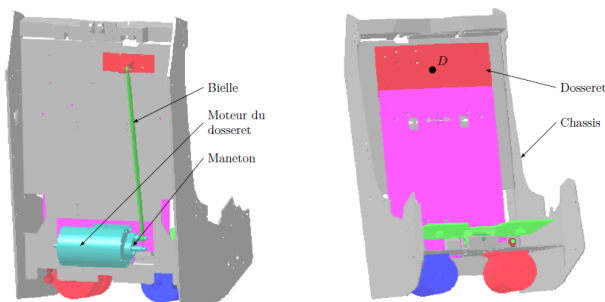 Bielle
Moteur du
dosseret
Maneton
D
Dosseret
Chassis